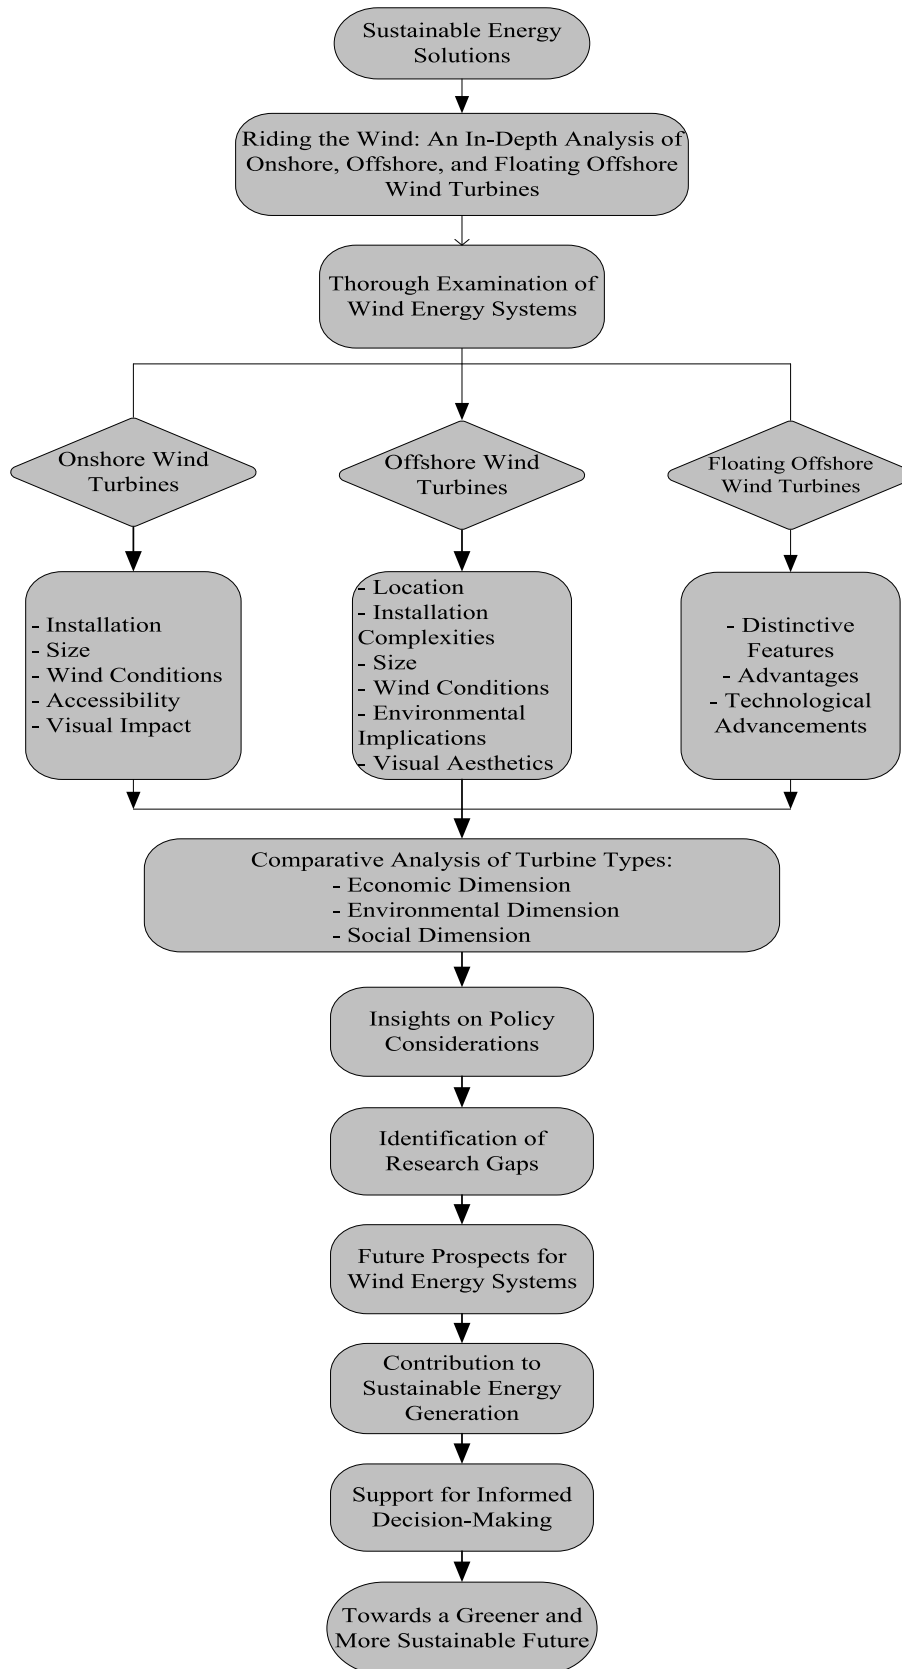 Sustainable Energy
Solutions
Riding the Wind: An In-Depth Analysis of
Onshore, Offshore, and Floating Offshore
Wind Turbines
Thorough Examination of
Wind Energy Systems
Onshore Wind
Turbines
Offshore Wind
Turbines
Floating Offshore
Wind Turbines
- Installation
- Size
- Wind Conditions
- Accessibility
- Visual Impact
- Location
- Installation
Complexities
- Size
- Wind Conditions
- Environmental
Implications
- Visual Aesthetics
- Distinctive
Features
- Advantages
- Technological
Advancements
Comparative Analysis of Turbine Types:
- Economic Dimension
- Environmental Dimension
- Social Dimension
Insights on Policy
Considerations
Identification of
Research Gaps
Future Prospects for
Wind Energy Systems
Contribution to
Sustainable Energy
Generation
Support for Informed
Decision-Making
Towards a Greener and
More Sustainable Future